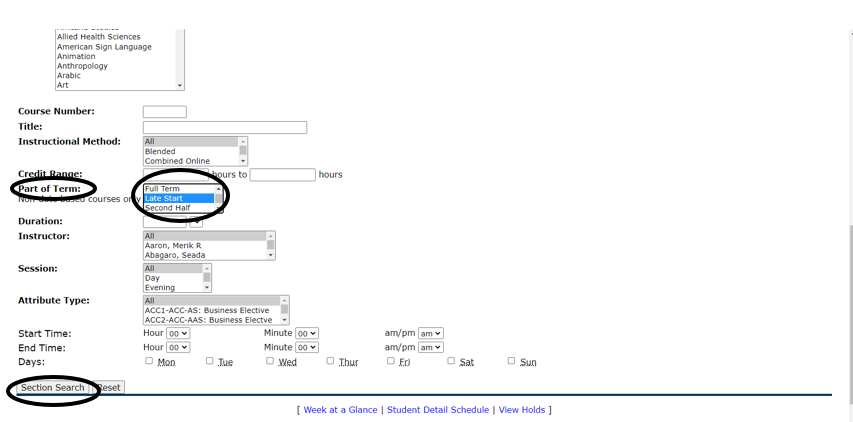 Allied Health Sciences
American Sign Language
Animation
Anthropology
Arabic
Art
Course Number:
Title:
Instructional Method: All
Blended
Combined Online
Credit Range: hours to hours
Part of Term: Full Term
Non-date based courses only Late Start
Second Half
Duration:
Instructor: All
Aaron, Merik R
Abagaro, Seada
Session: All
Day
Evening
Attribute Type: All
ACC1-ACC-AS: Business Elective
ACC2-ACC-AAS: Business Electve
Start Time: Hour 00 Minute 00 am/pm am
End Time: Hour 00 Minute 00 am/pm am
Days: Mon Tue Wed Thur Fri Sat Sun
Section Search Reset
[ Week at a Glance | Student Detail Schedule | View Holds ]